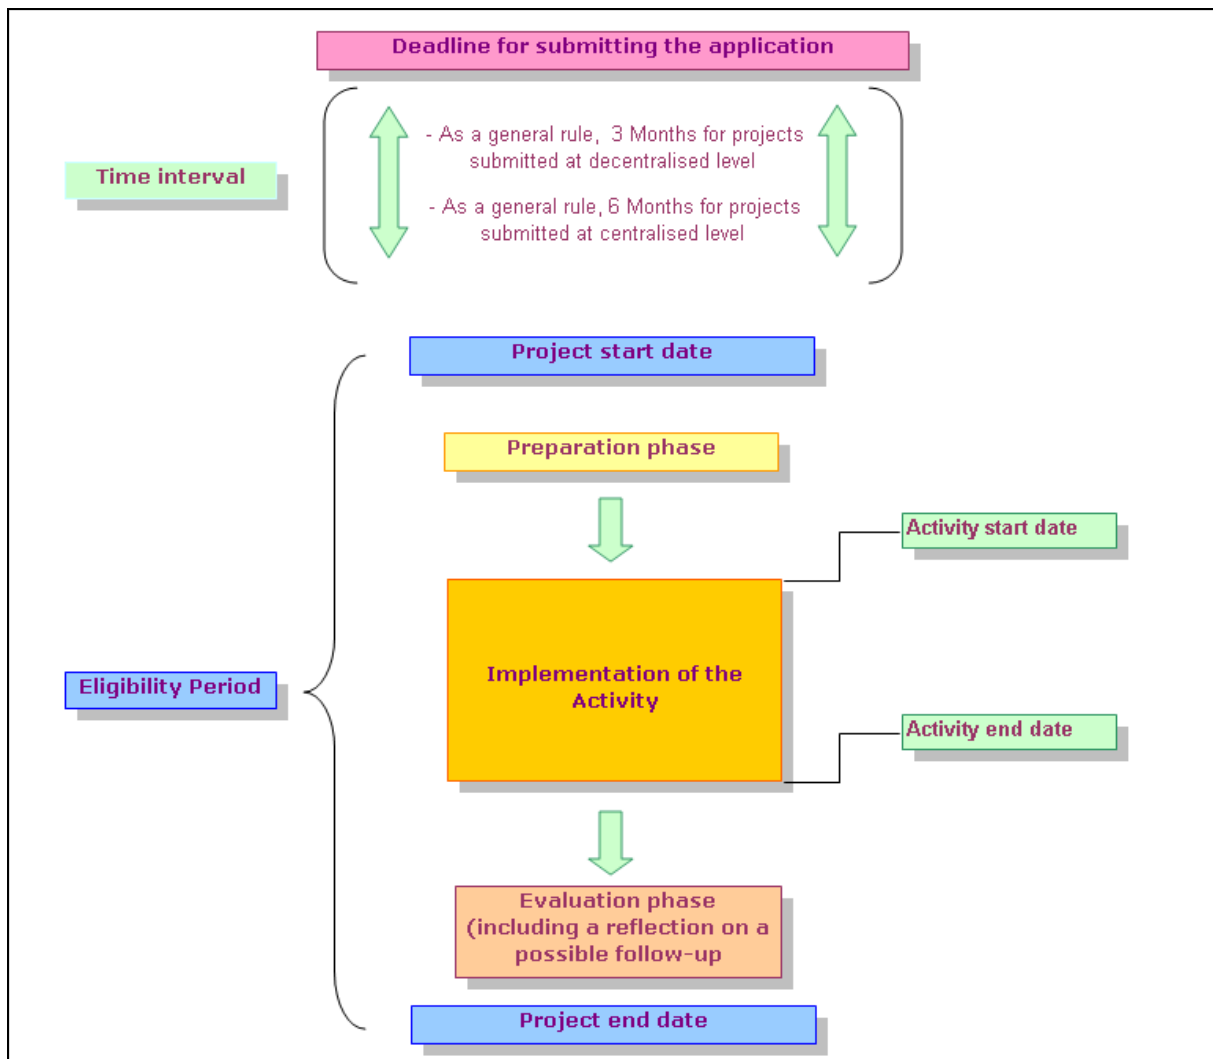 Deadline for submitting the application
- As a general rule, 3 Months for projects
submitted at decentralised level
Time interval
- As a general rule, 6 Months for projects
submitted at centralised level
Project start date
Preparation phase
Activity start date
Implementation of the
Activity
Eligibility Period
Activity end date
Evaluation phase
(including a reflection on a
possible follow-up
Project end date